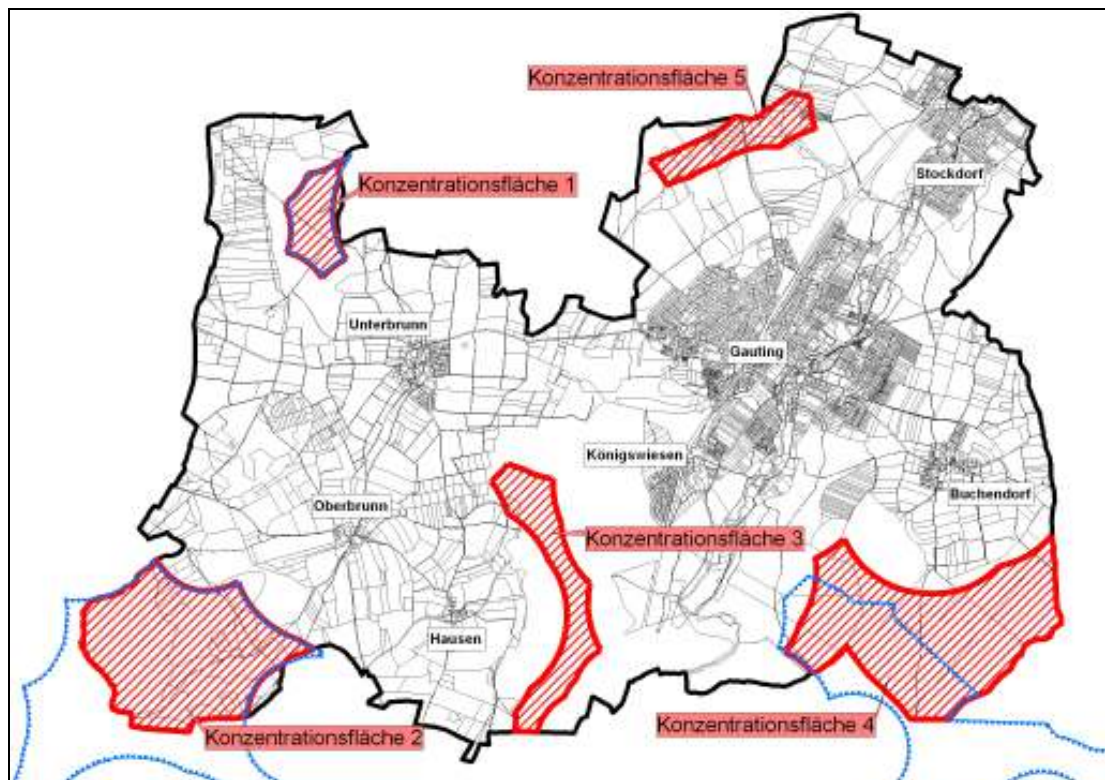 Konzentrationsfläche 5
Stockdorf
Konzentrationsfläche 1
Unterbrunn
Gauting
Königswiesen
Buchendorf
Oberbrunn
Konzentrationsfläche 3
Hausen
Konzentrationsfläche 4
Konzentrationsfläche 2